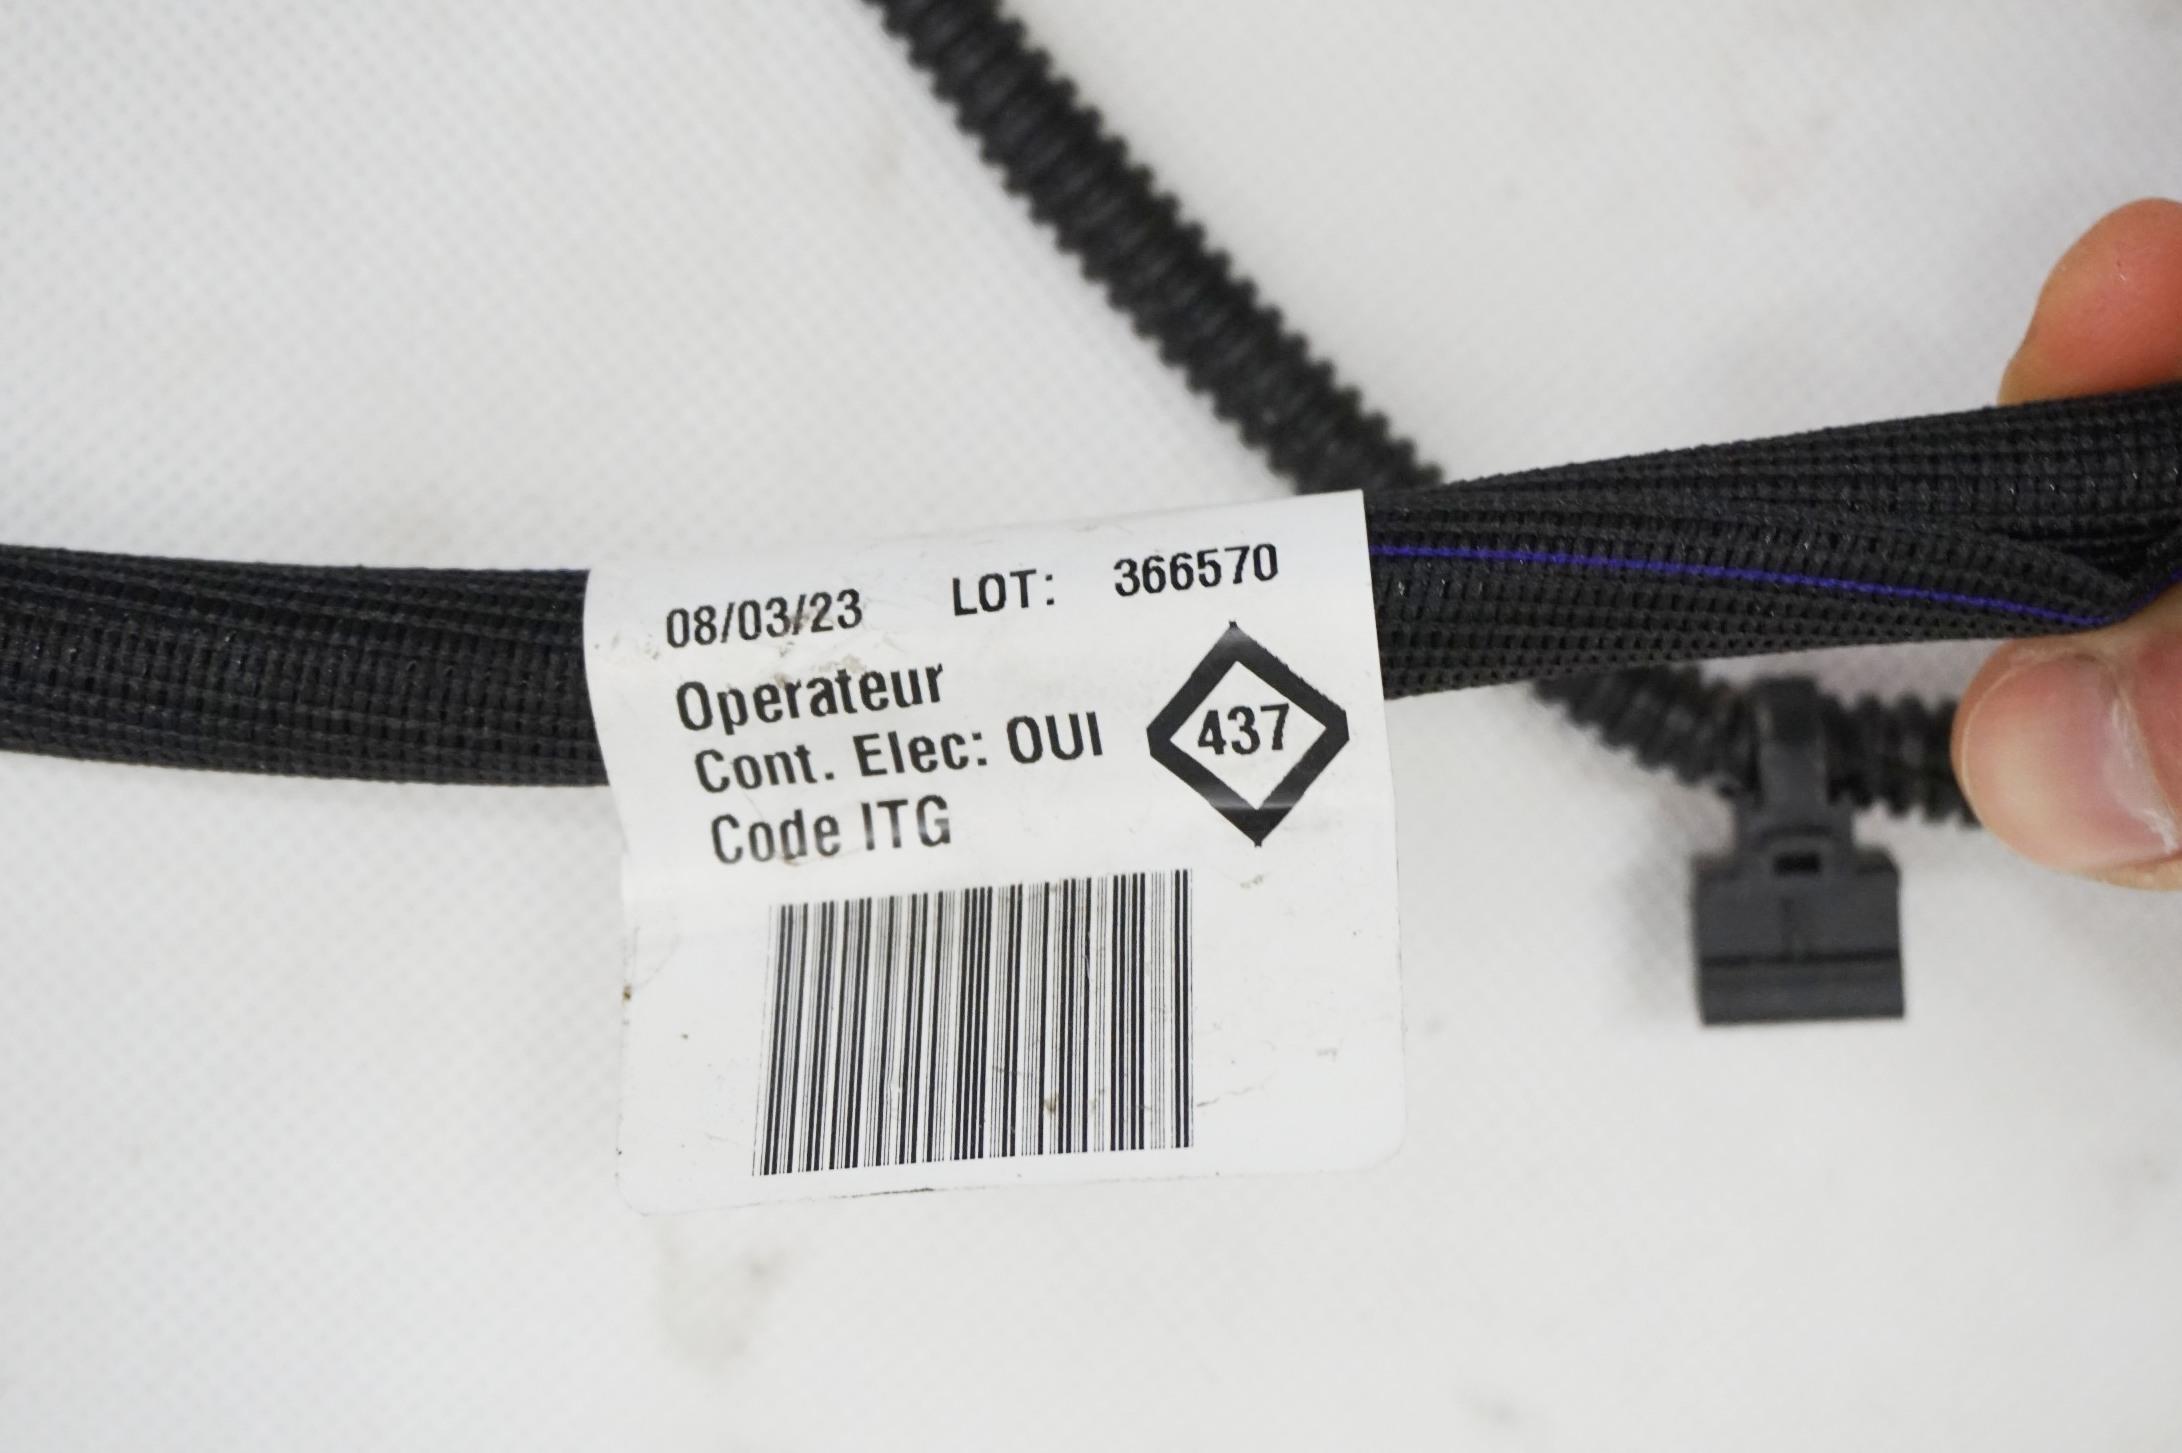 08/03/23 LOT: 366570
Operateur
Cont. Elec: OUI 437
Code ITG